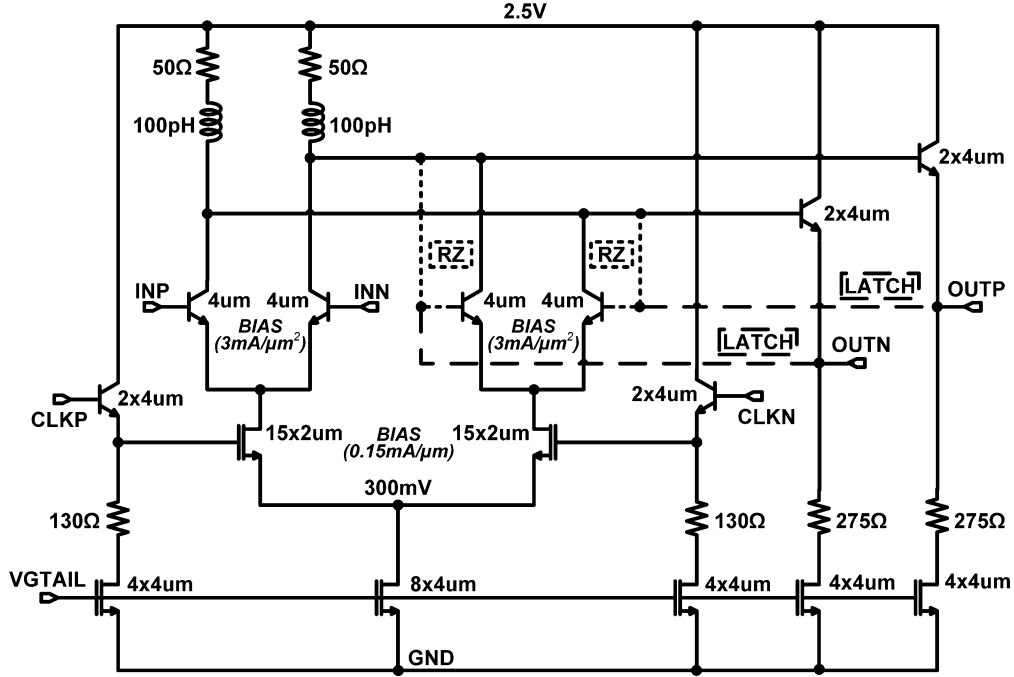 2.5V
50Ω 50Ω
100pH 100pH
2x4um
2x4um
RZ RZ
INP 4um 4um INN 4um 4um LATCH OUTP
BIAS BIAS
(3mA/µm²) (3mA/µm²)
LATCH OUTN
2x4um 2x4um
CLKP CLKN
15x2um BIAS 15x2um
(0.15mA/µm)
300mV
130Ω 130Ω 275Ω 275Ω
VGTAIL 4x4um 8x4um 4x4um 4x4um 4x4um
GND